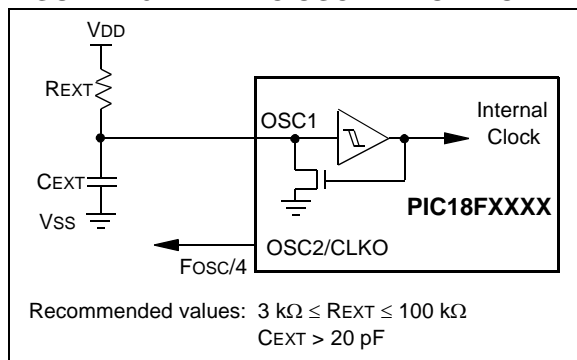 VDD
REXT
OSC1
Internal
Clock
CEXT
PIC18FXXXX
VSS
OSC2/CLKO
FOSC/4
Recommended values: 3 kΩ ≤ REXT ≤ 100 kΩ
CEXT > 20 pF